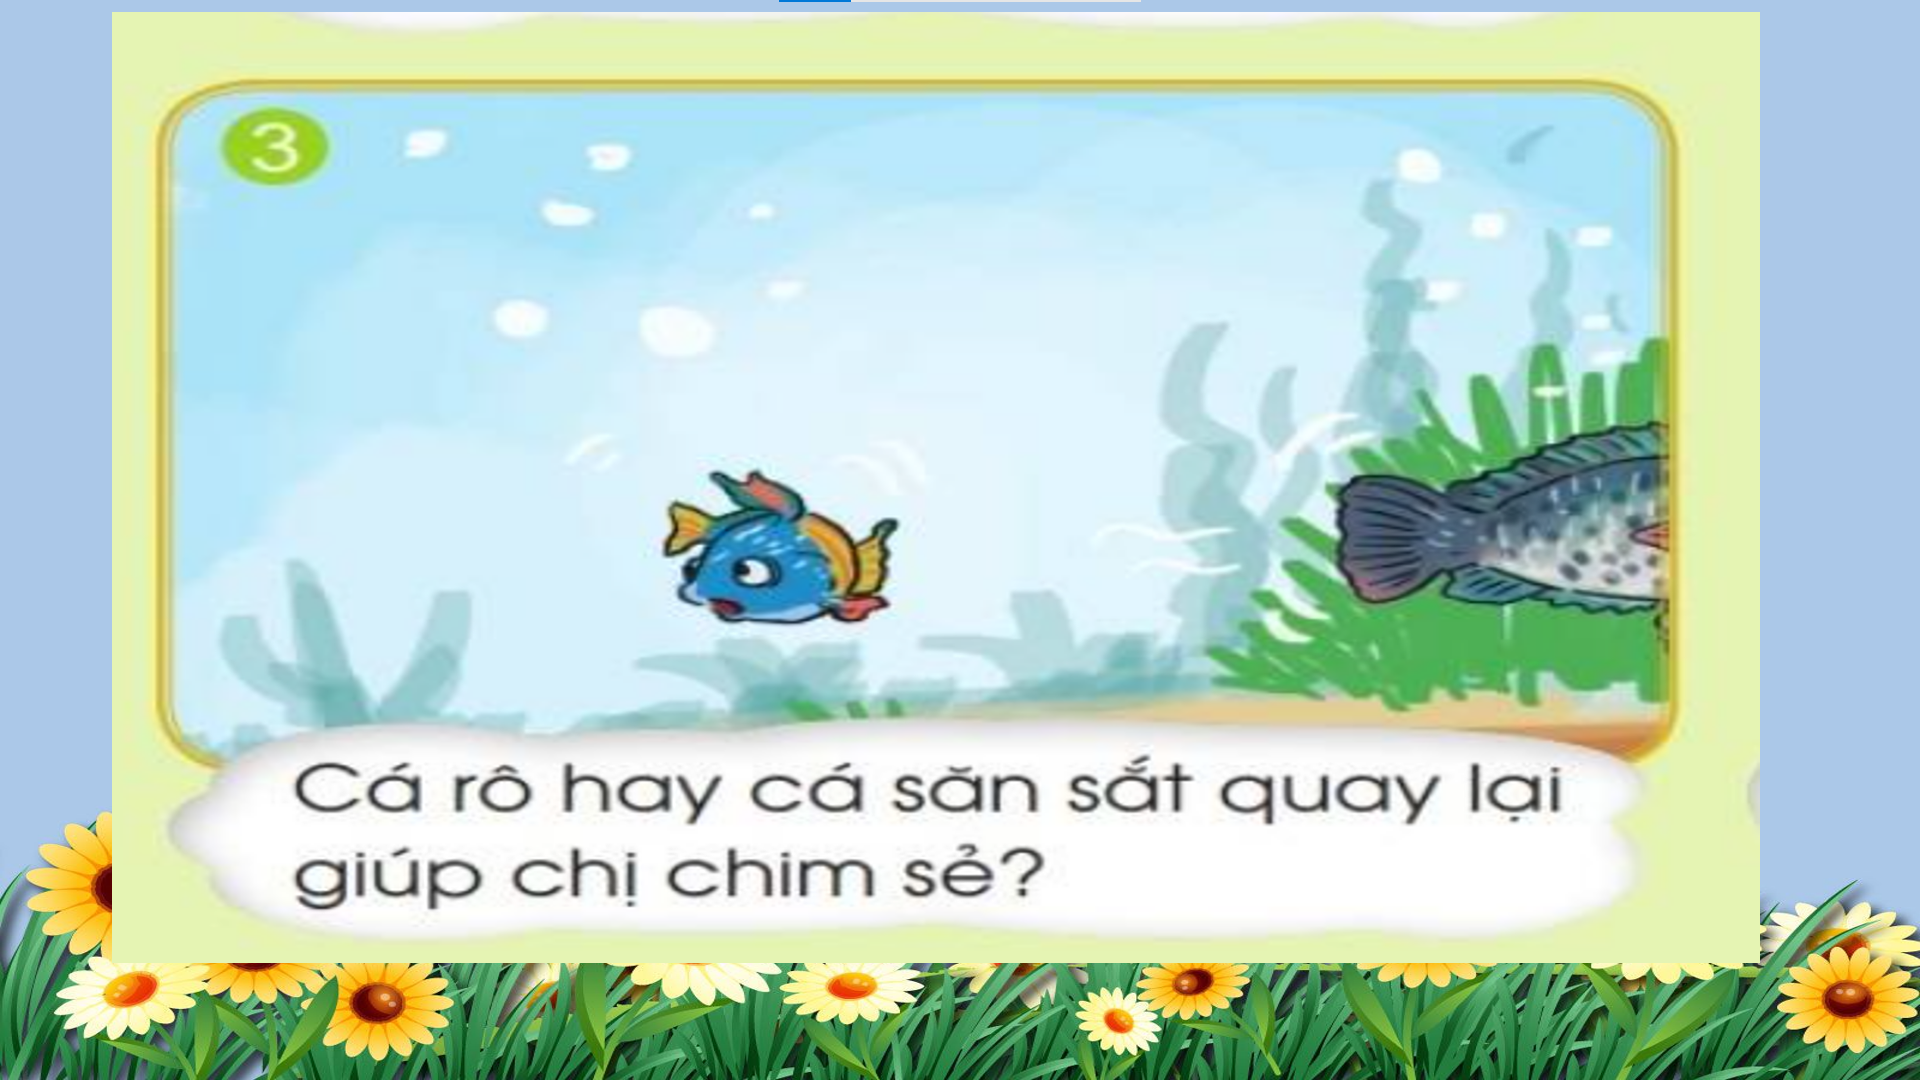 3
Cá rô hay cá săn sắt quay lại
giúp chị chim sẻ?